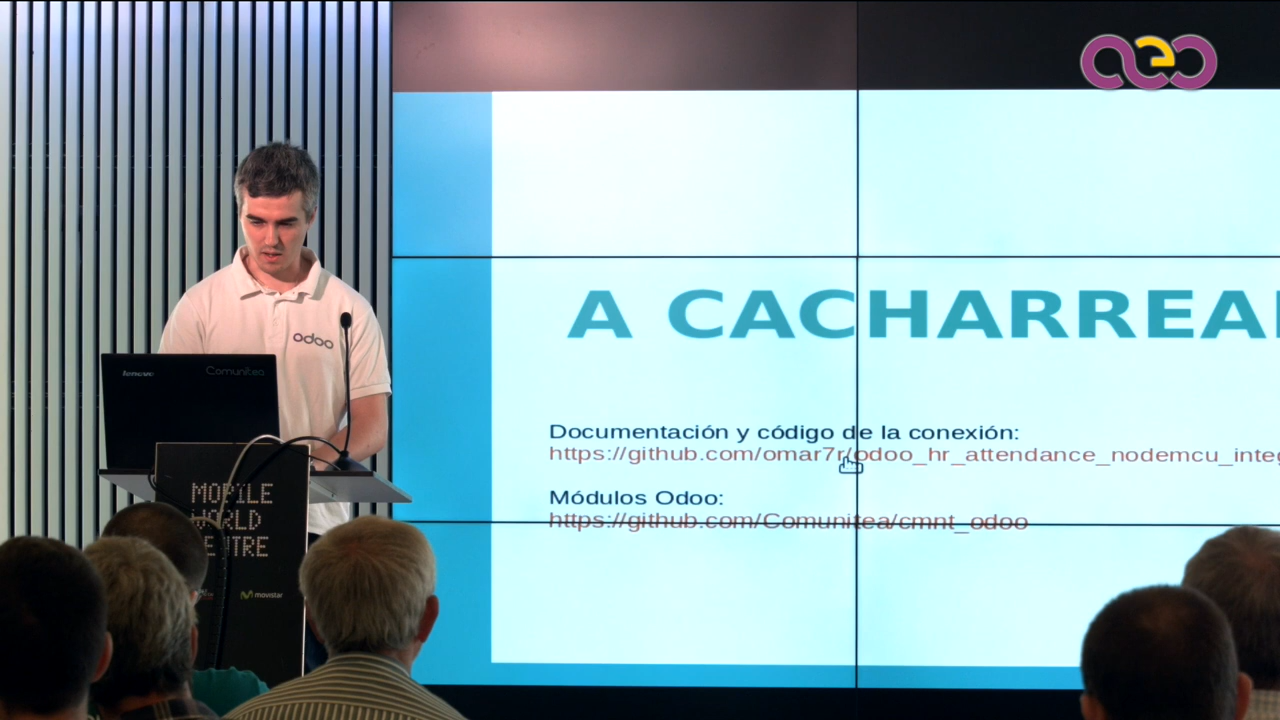 A CACHARREA
odoo
lenovo
Comunitea
Documentación y código de la conexión:
https://github.com/omar7r/odoo_hr_attendance_nodemcu_integ
Módulos Odoo:
https://github.com/Comunitea/cmnt_odoo
MOBILE
WORLD
CENTRE
movistar